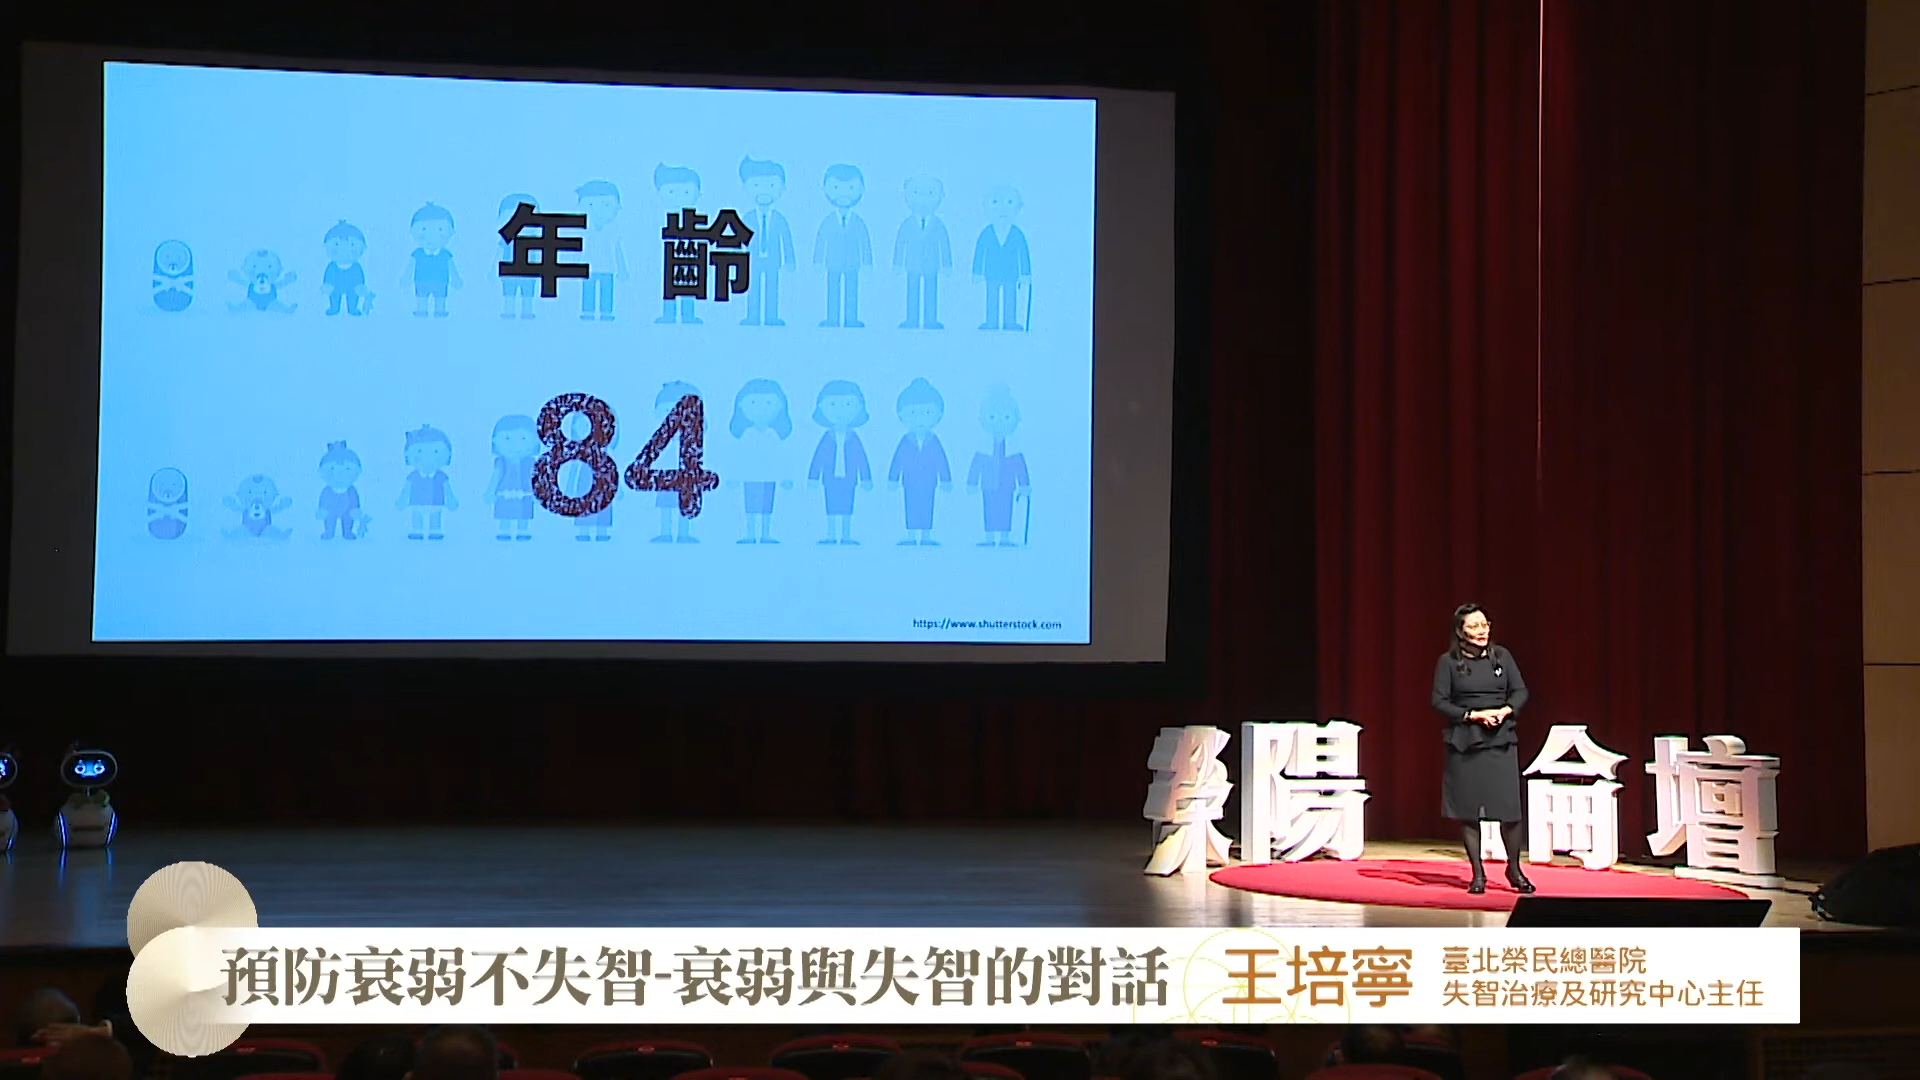 年齡
84
https://www.shutterstock.com
榮陽論壇
預防衰弱不失智-衰弱與失智的對話
王培寧
臺北榮民總醫院
失智治療及研究中心主任